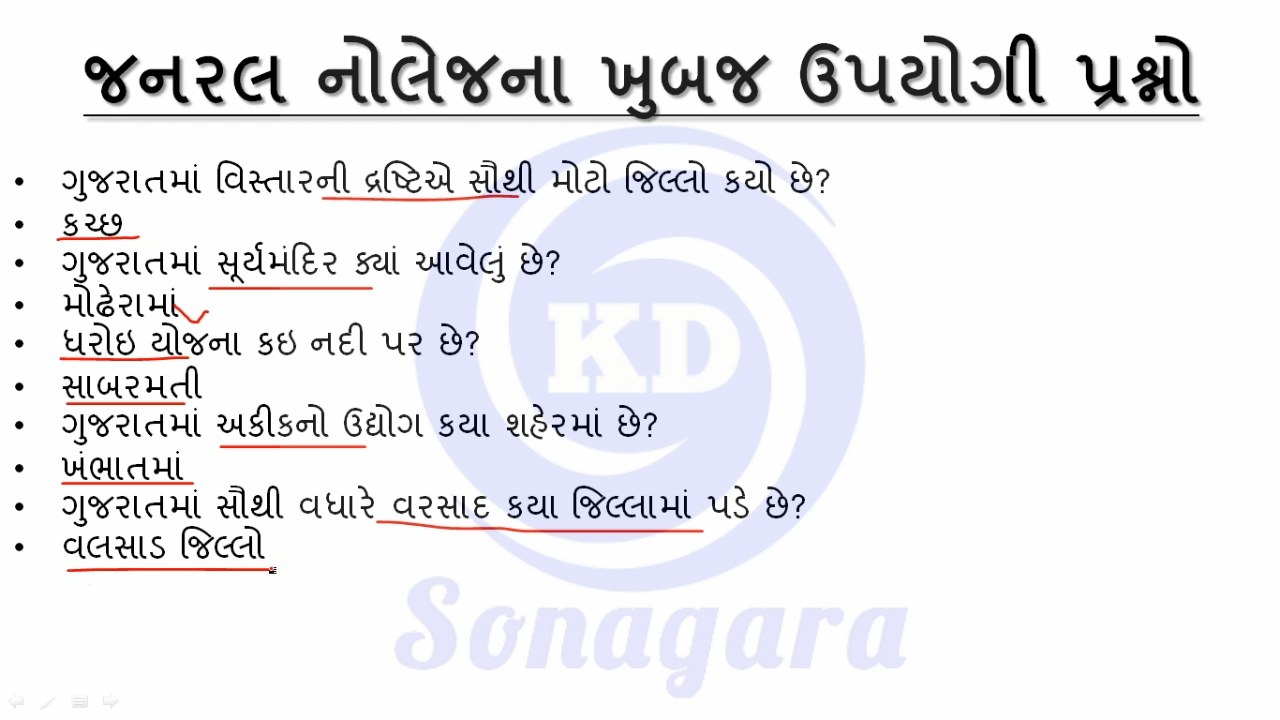 જનરલ નોલેજના ખુબજ ઉપયોગી પ્રશ્નો
• ગુજરાતમાં વિસ્તારની દ્રષ્ટિએ સૌથી મોટો જિલ્લો કયો છે?
• કચ્છ
• ગુજરાતમાં સૂર્યમંદિર ક્યાં આવેલું છે?
• મોઢેરામાં
• ધરોઇ યોજના કઇ નદી પર છે?
• સાબરમતી
• ગુજરાતમાં અકીકનો ઉદ્યોગ કયા શહેરમાં છે?
• ખંભાતમાં
• ગુજરાતમાં સૌથી વધારે વરસાદ કયા જિલ્લામાં પડે છે?
• વલસાડ જિલ્લો
KD
Sonagara